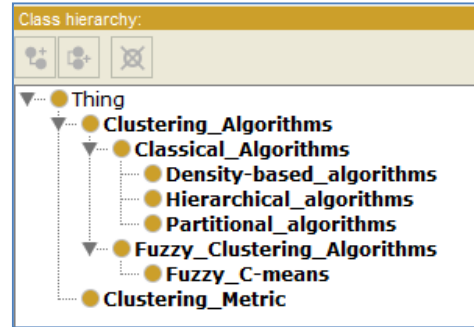 Class hierarchy:
Thing
Clustering_Algorithms
Classical_Algorithms
Density-based_algorithms
Hierarchical_algorithms
Partitional_algorithms
Fuzzy_Clustering_Algorithms
Fuzzy_C-means
Clustering_Metric